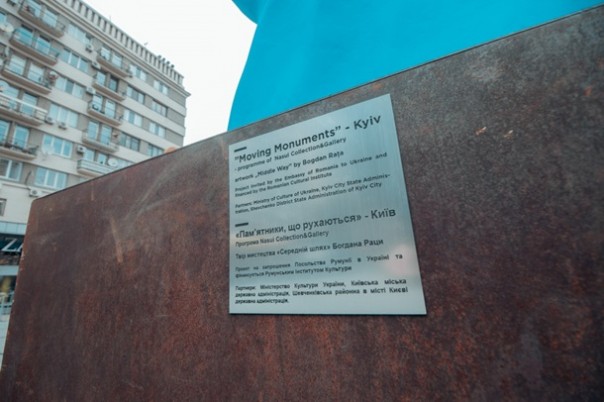 "Moving Monuments" - Kyiv
- programme of Nasui Collection&Gallery
artwork „Middle Way" by Bogdan Rața
Project invited by the Embassy of Romania to Ukraine and
financed by the Romanian Cultural Institute
Partners: Ministry of Culture of Ukraine, Kyiv City State Adminis-
tration, Shevchenko District State Administration of Kyiv City
«Пам'ятники, що рухаються» - Київ
Програма Nasui Collection&Gallery
Твір мистецтва «Середній шлях» Богдана Раци
Проект на запрошення Посольства Румунії в Україні та
фінансується Румунським Інститутом Культури
Партнери: Міністерство Культури України, Київська міська
державна адміністрація, Шевченківська районна в місті Києві
державна адміністрація.